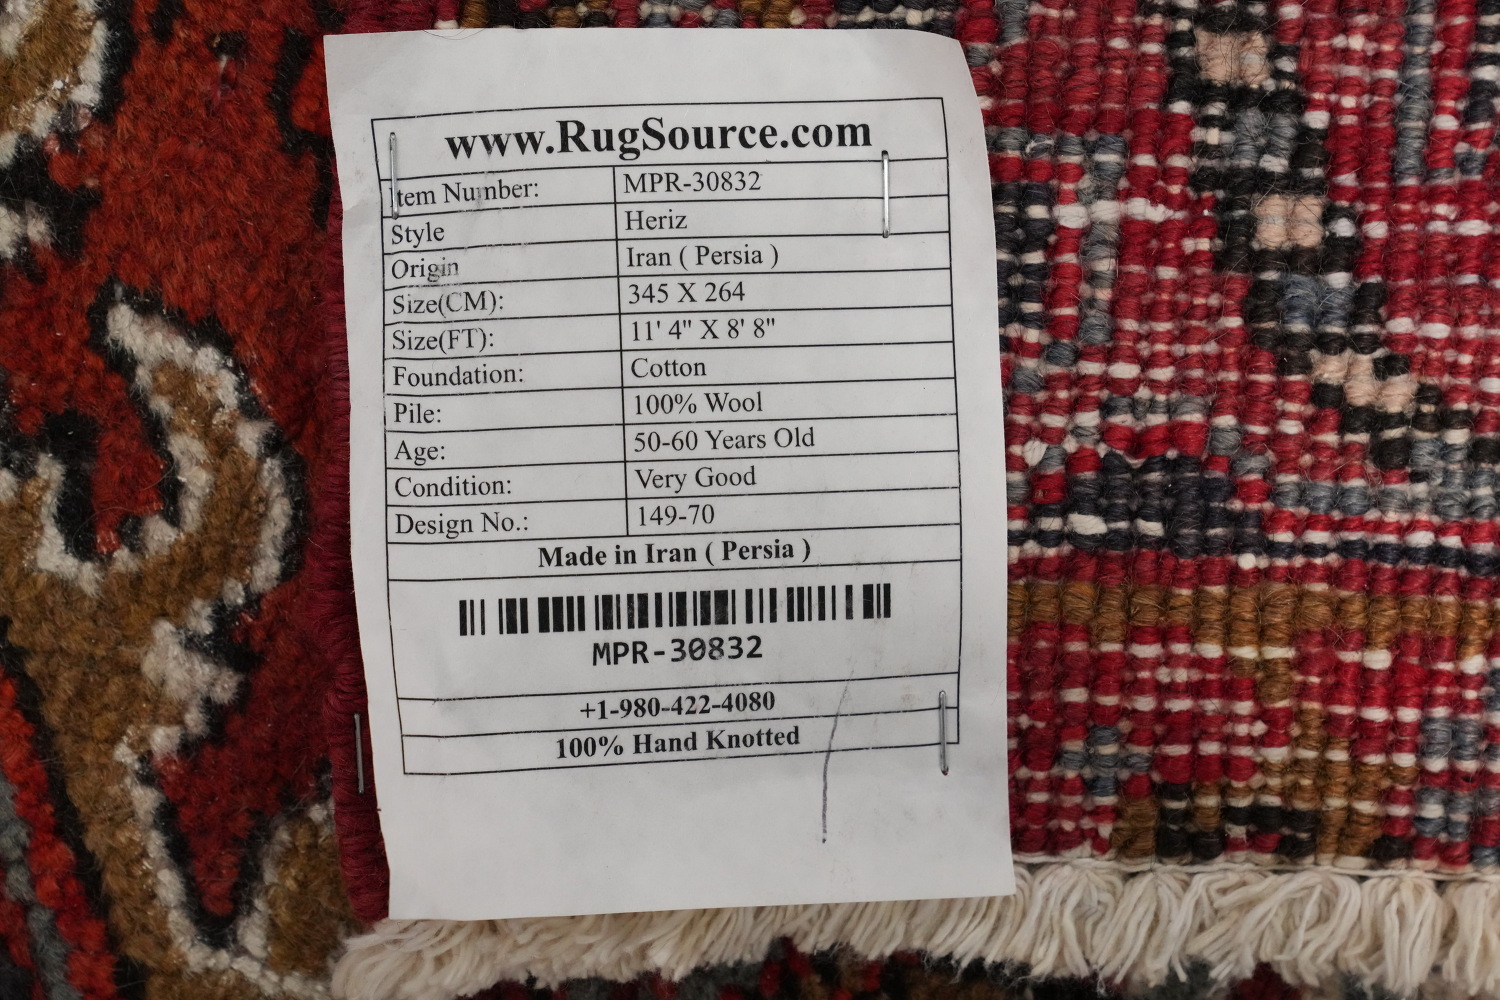 www.RugSource.com
Item Number: MPR-30832
Style Heriz
Origin Iran ( Persia )
Size(CM): 345 X 264
Size(FT): 11' 4" X 8' 8"
Foundation: Cotton
Pile: 100% Wool
Age: 50-60 Years Old
Condition: Very Good
Design No.: 149-70
Made in Iran ( Persia )
MPR-30832
+1-980-422-4080
100% Hand Knotted